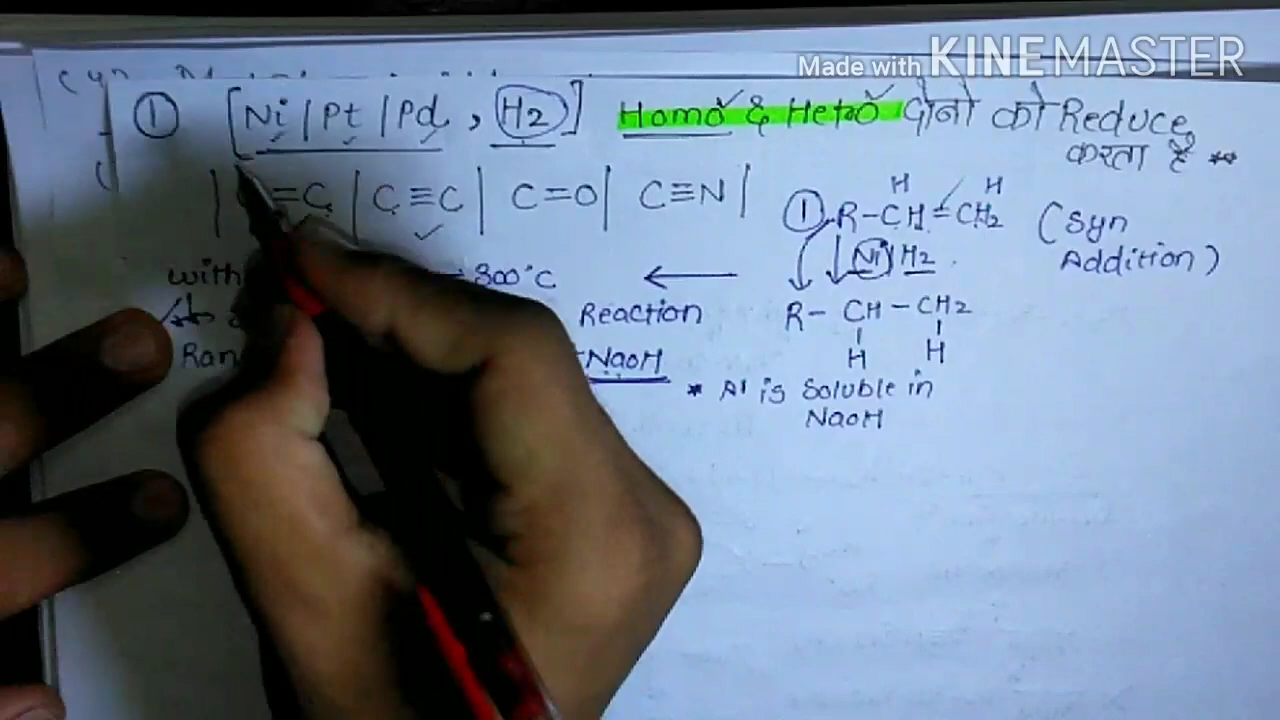 Made with KINEMASTER
① [Ni|Pt|Pd, H2] Homo & Hetro दोनो को Reduce करता है **
=C | C≡C | C=O | C≡N |
H H
① R-CH=CH2 (Syn Addition)
Ni/H2
with 300°C ←
Reaction
R- CH - CH2
H H
Ran NaoH
* Al is Soluble in
NaoH